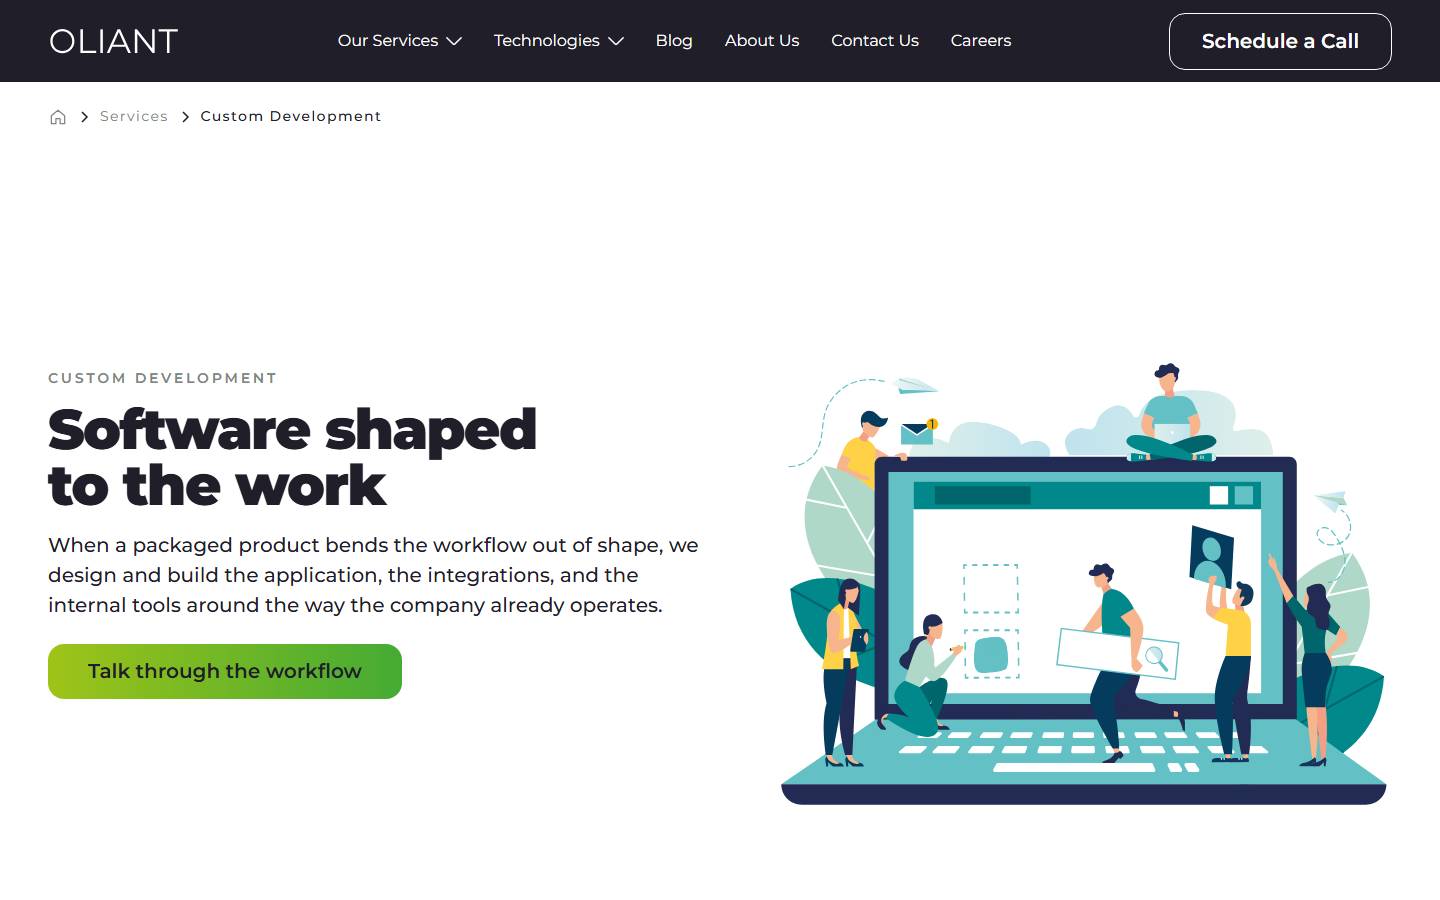 OLIANT
Our Services
Technologies
Blog
About Us
Contact Us
Careers
Schedule a Call
Services
Custom Development
CUSTOM DEVELOPMENT
Software shaped
to the work
When a packaged product bends the workflow out of shape, we
design and build the application, the integrations, and the
internal tools around the way the company already operates.
Talk through the workflow
1